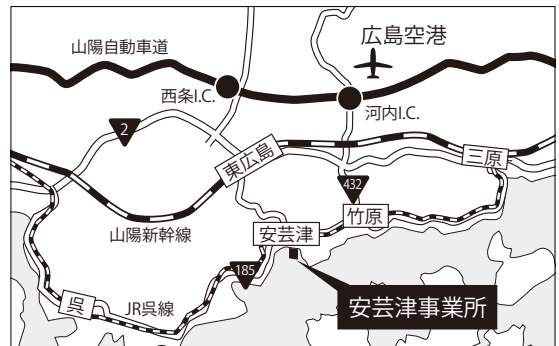 山陽自動車道
広島空港
西条I.C.
河内I.C.
2
東広島
三原
432
竹原
山陽新幹線
安芸津
185
呉
JR呉線
安芸津事業所